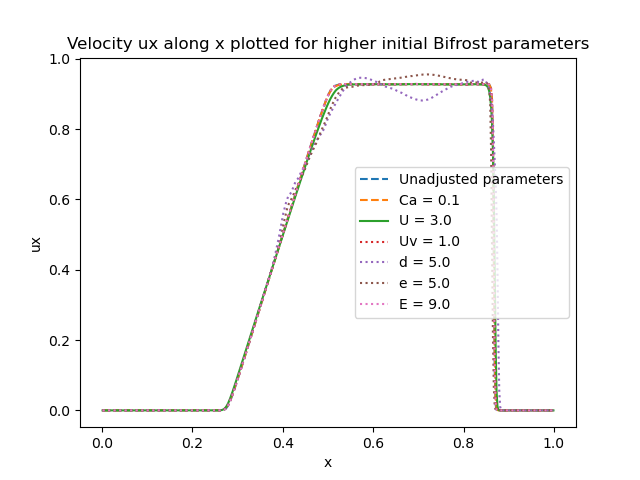 Velocity ux along x plotted for higher initial Bifrost parameters
1.0
0.8
0.6
0.4
0.2
0.0
ux
Unadjusted parameters
Ca = 0.1
U = 3.0
Uv = 1.0
d = 5.0
e = 5.0
E = 9.0
0.0 0.2 0.4 0.6 0.8 1.0
x